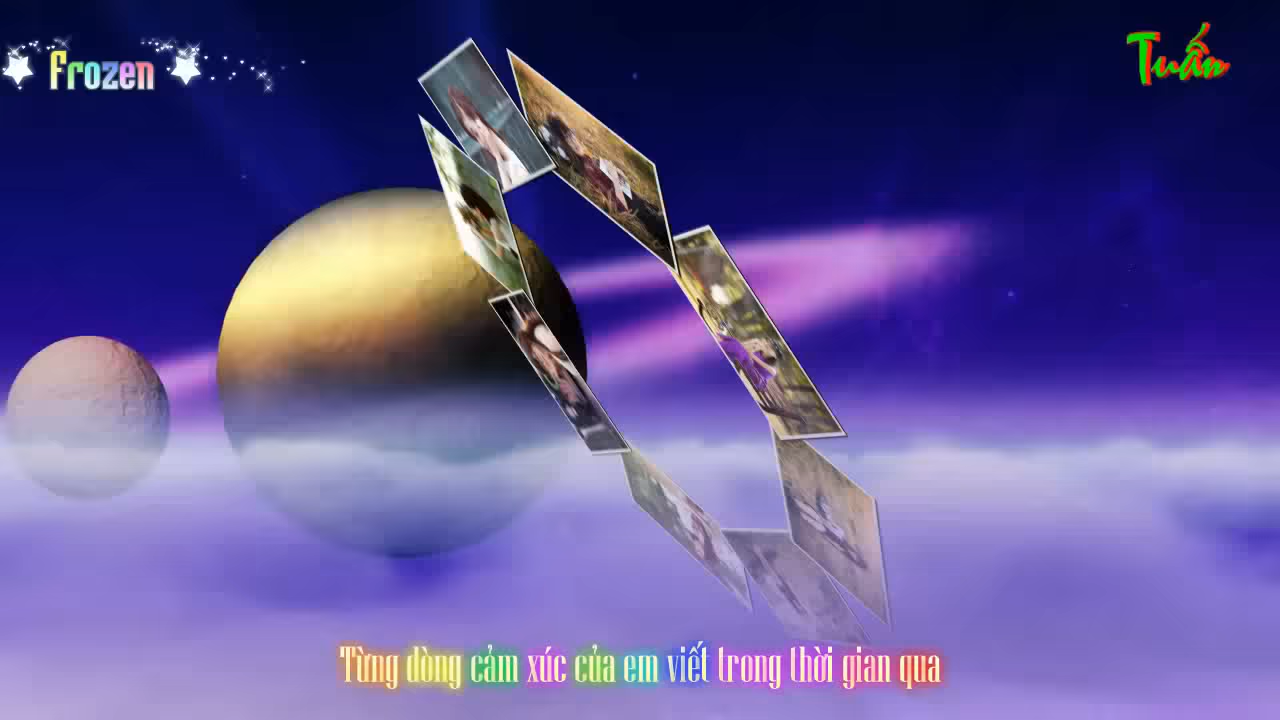 Frozen
Tuấn
Từng dòng cảm xúc của em viết trong thời gian qua